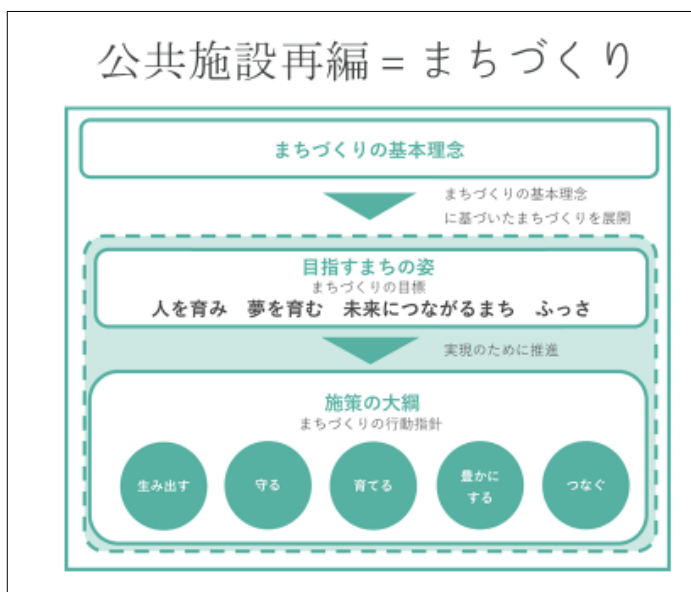 公共施設再編＝まちづくり
まちづくりの基本理念
まちづくりの基本理念
に基づいたまちづくりを展開
目指すまちの姿
まちづくりの目標
人を育み　夢を育む　未来につながるまち　ふっさ
実現のために推進
施策の大綱
まちづくりの行動指針
生み出す
守る
育てる
豊かに
する
つなぐ